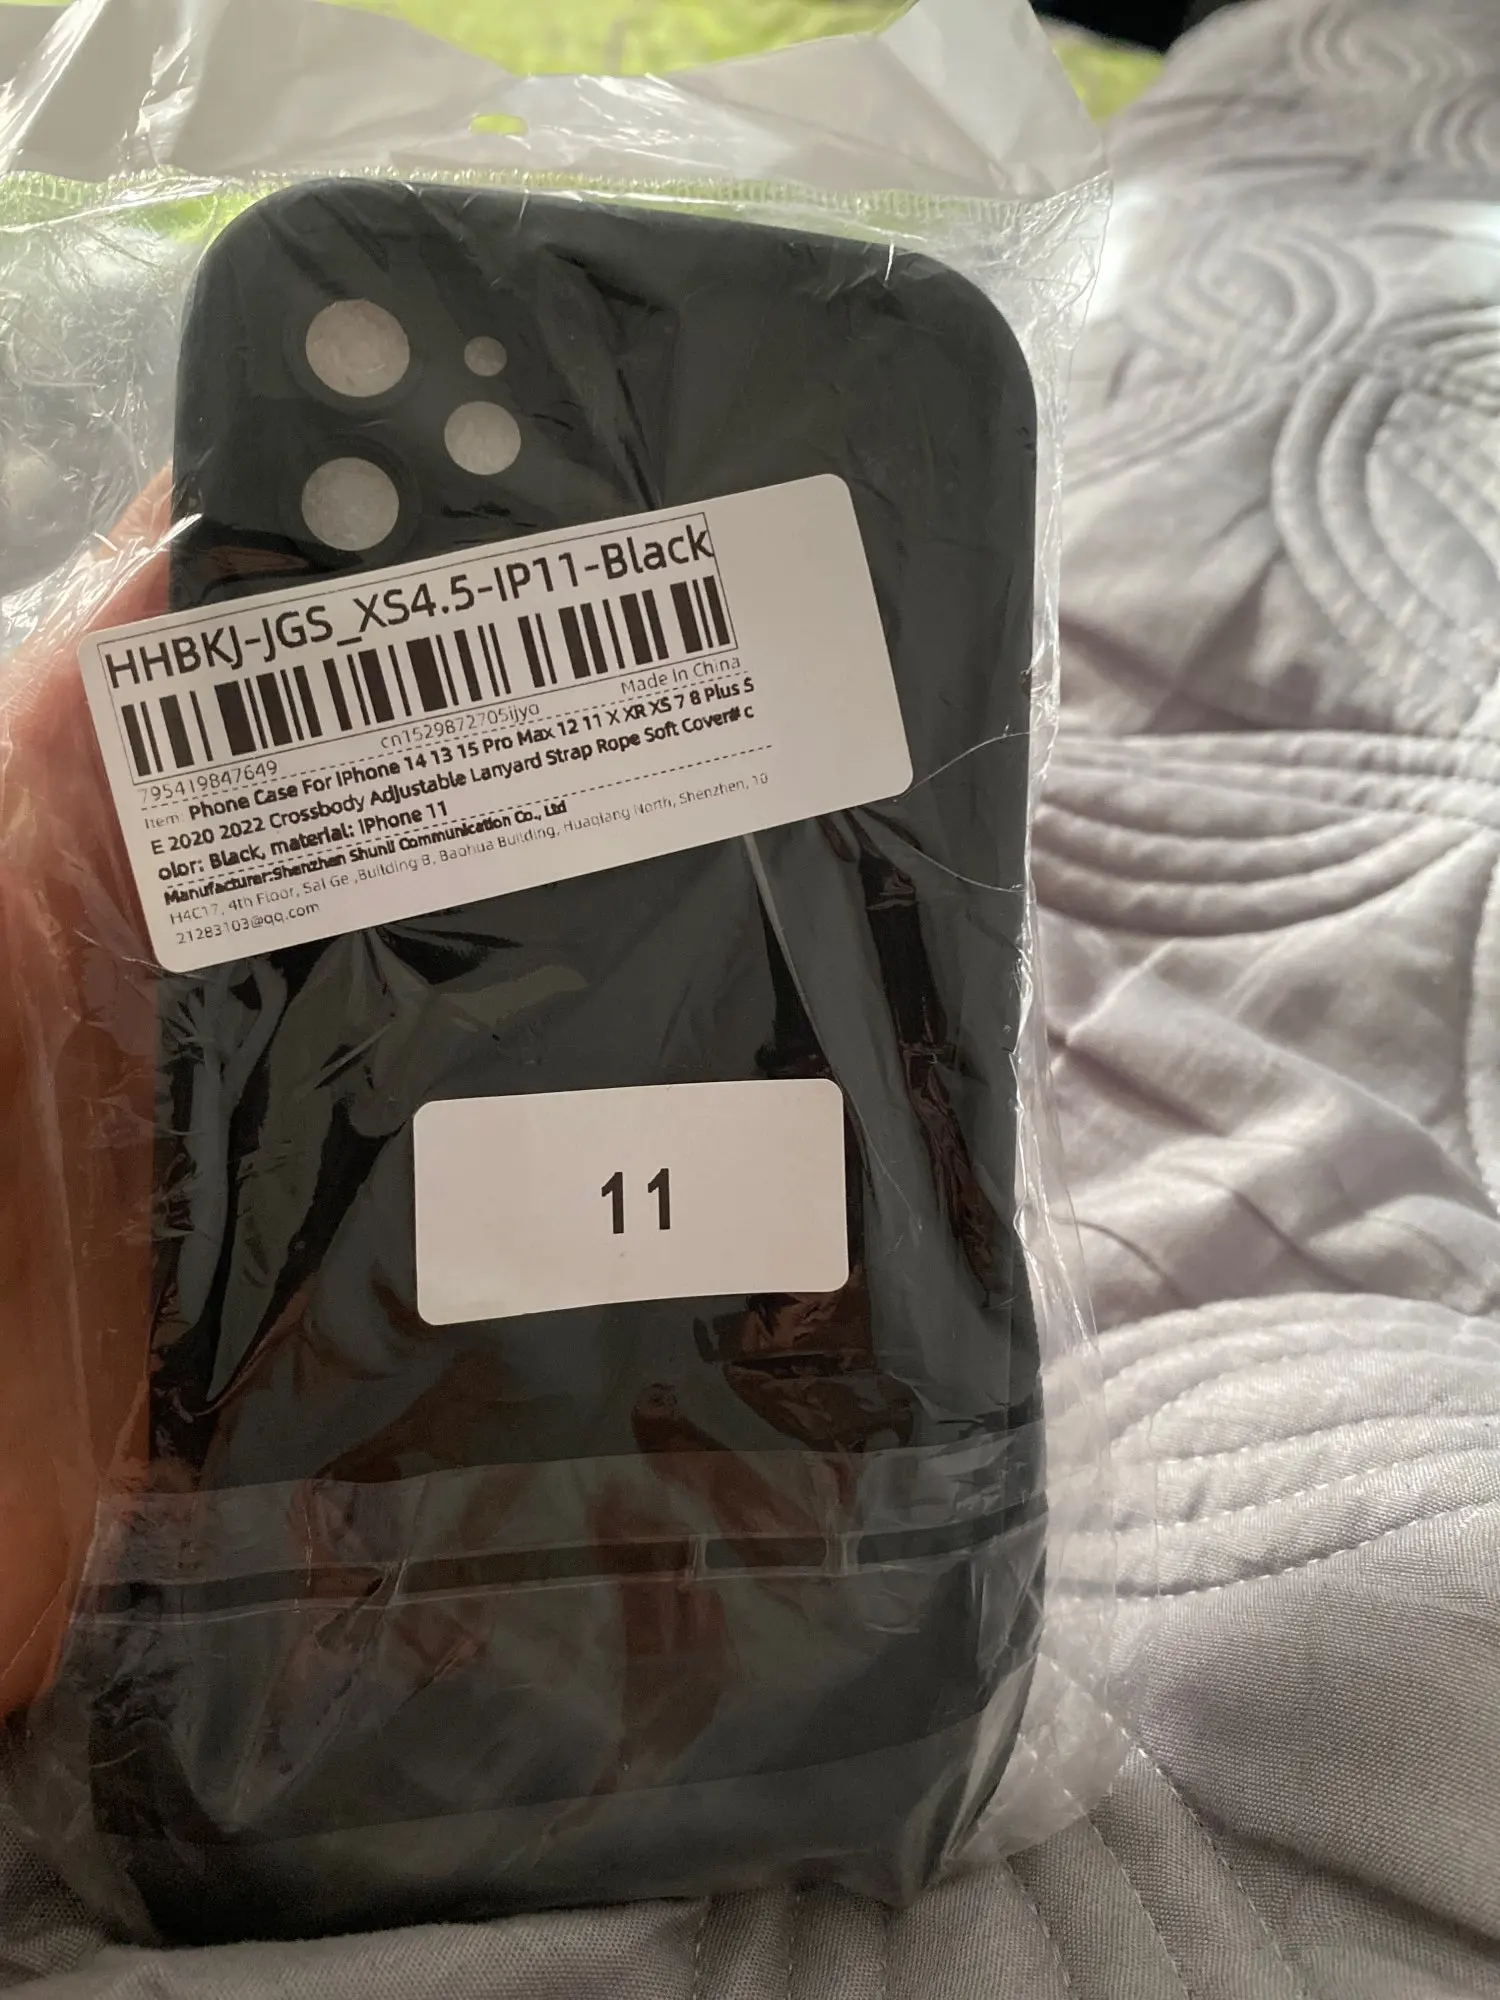 HHBKJ-JGS_XS4.5-IP11-Black
Made In China
cn1529872705ijyo
795419847649
Item: Phone Case For iPhone 14 13 15 Pro Max 12 11 X XR XS 7 8 Plus S
E 2020 2022 Crossbody Adjustable Lanyard Strap Rope Soft Cover# c
olor: Black, material: iPhone 11
Manufacturer:Shenzhen Shunli Communication Co., Ltd
H4C17, 4th Floor, Sai Ge ,Building B, Baohua Building, Huaqiang North, Shenzhen, 10
21283103@qq.com
11